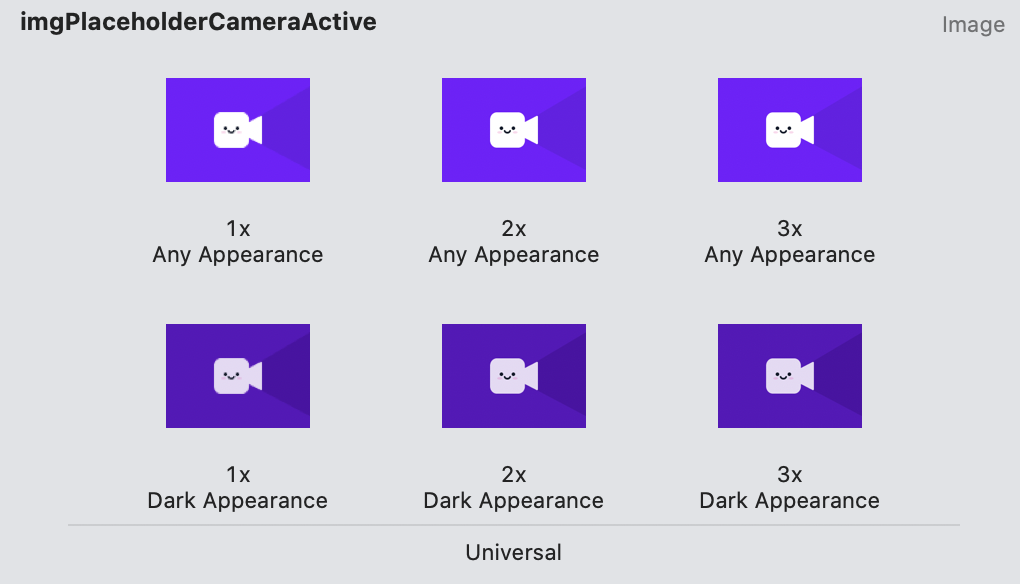 imgPlaceholderCameraActive
Image
1x
Any Appearance
2x
Any Appearance
3x
Any Appearance
1x
Dark Appearance
2x
Dark Appearance
3x
Dark Appearance
Universal